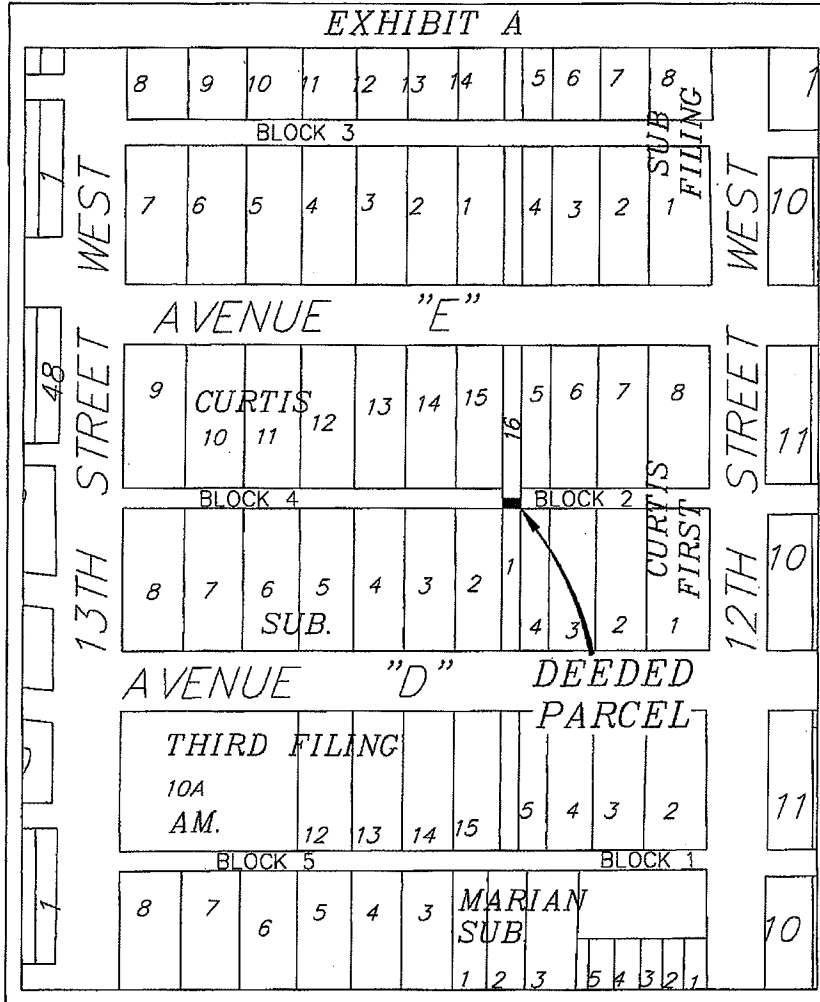 EXHIBIT A
8 9 10 11 12 13 14 5 6 7 8 1
SUB FILING
BLOCK 3
1
WEST
7 6 5 4 3 2 1 4 3 2 1
WEST
10
AVENUE "E"
48
STREET
9 CURTIS 13 14 15 5 6 7 8
10 11 12
16
STREET
11
BLOCK 4 BLOCK 2
CURTIS FIRST
13TH
8 7 6 5 4 3 2 1
SUB.
4 3 2 1
12TH
10
AVENUE "D"
DEEDED
PARCEL
THIRD FILING
10A
AM.
12 13 14 15 5 4 3 2
11
BLOCK 5 BLOCK 1
1
8 7 6 5 4 3
MARIAN
SUB
1 2 3 5 4 3 2 1
10